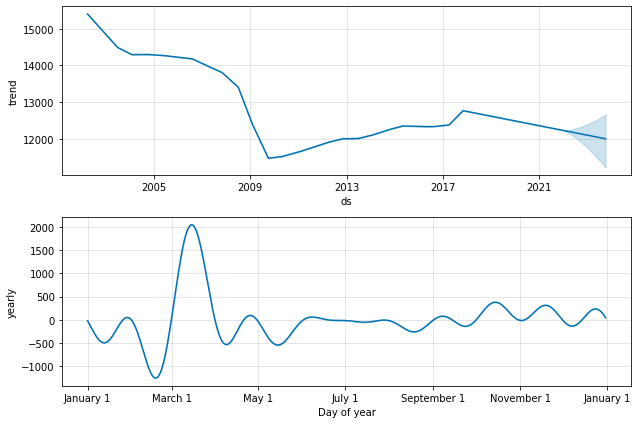 15000
14000
13000
12000
trend
2005
2009
2013
2017
2021
ds
2000
1500
1000
500
0
−500
−1000
yearly
January 1
March 1
May 1
July 1
September 1
November 1
January 1
Day of year